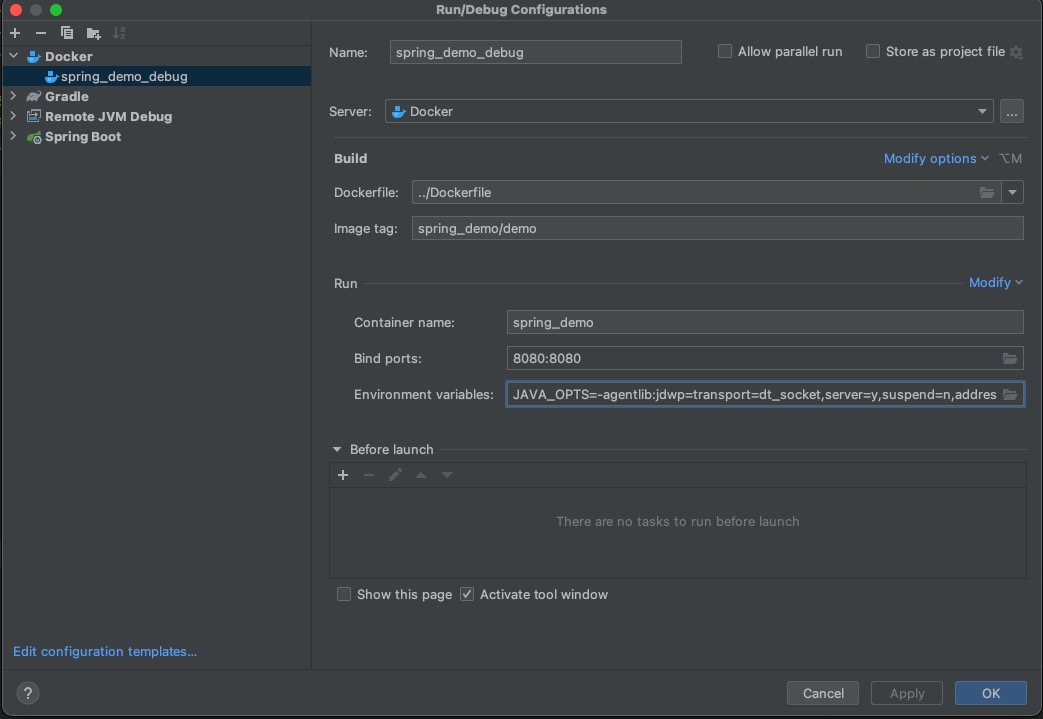 Run/Debug Configurations
Docker
spring_demo_debug
Gradle
Remote JVM Debug
Spring Boot
Edit configuration templates...
?
Name: spring_demo_debug Allow parallel run Store as project file
Server: Docker ...
Build Modify options ⌥M
Dockerfile: ../Dockerfile
Image tag: spring_demo/demo
Run Modify
Container name: spring_demo
Bind ports: 8080:8080
Environment variables: JAVA_OPTS=-agentlib:jdwp=transport=dt_socket,server=y,suspend=n,addres
Before launch
There are no tasks to run before launch
Show this page Activate tool window
Cancel Apply OK